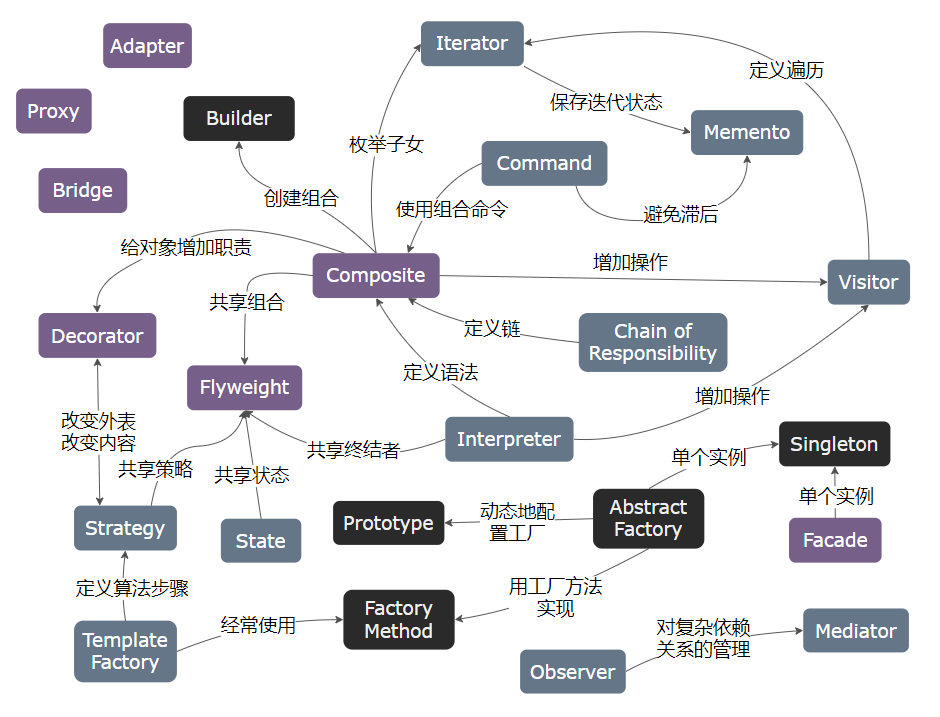 Iterator
Adapter
定义遍历
Proxy
保存迭代状态
Builder
Memento
枚举子女
Command
Bridge
创建组合
使用组合命令
避免滞后
给对象增加职责
增加操作
Composite
Visitor
共享组合
定义链
Chain of
Responsibility
Decorator
定义语法
Flyweight
增加操作
改变外表
改变内容
Interpreter
Singleton
共享终结者
单个实例
共享策略
共享状态
单个实例
Abstract
Factory
动态地配
置工厂
Prototype
Strategy
State
Facade
定义算法步骤
用工厂方法
实现
Factory
Method
经常使用
Template
Factory
对复杂依赖
关系的管理
Mediator
Observer